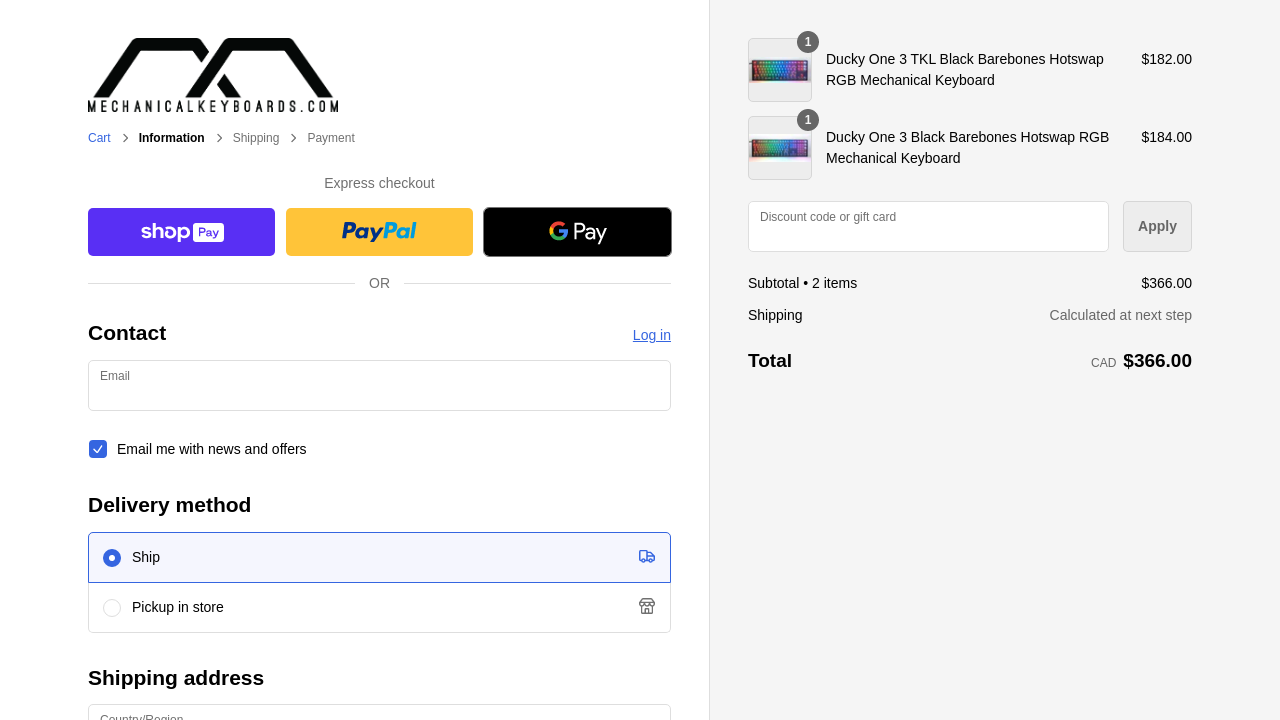 MECHANICALKEYBOARDS.COM
Cart
Information
Shipping
Payment
Express checkout
shop Pay
PayPal
G Pay
OR
Contact
Log in
Email
Email me with news and offers
Delivery method
Ship
Pickup in store
Shipping address
Country/Region
1
Ducky One 3 TKL Black Barebones Hotswap
RGB Mechanical Keyboard
$182.00
1
Ducky One 3 Black Barebones Hotswap RGB
Mechanical Keyboard
$184.00
Discount code or gift card
Apply
Subtotal • 2 items
$366.00
Shipping
Calculated at next step
Total
CAD $366.00